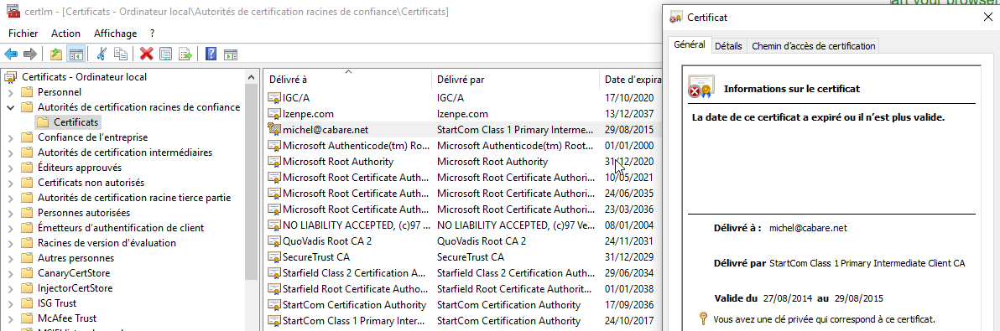 certlm - [Certificats - Ordinateur local\Autorités de certification racines de confiance\Certificats]
Fichier Action Affichage ?
Certificats - Ordinateur local
Personnel
Autorités de certification racines de confiance
Certificats
Confiance de l'entreprise
Autorités de certification intermédiaires
Éditeurs approuvés
Certificats non autorisés
Autorités de certification racine tierce partie
Personnes autorisées
Émetteurs d'authentification de client
Racines de version d'évaluation
Autres personnes
CanaryCertStore
InjectorCertStore
ISG Trust
McAfee Trust
Délivré à Délivré par Date d'expira
IGC/A IGC/A 17/10/2020
Izenpe.com Izenpe.com 13/12/2037
michel@cabare.net StartCom Class 1 Primary Interme... 29/08/2015
Microsoft Authenticode(tm) Ro... Microsoft Authenticode(tm) Root... 01/01/2000
Microsoft Root Authority Microsoft Root Authority 31/12/2020
Microsoft Root Certificate Auth... Microsoft Root Certificate Authori... 10/05/2021
Microsoft Root Certificate Auth... Microsoft Root Certificate Authori... 24/06/2035
Microsoft Root Certificate Auth... Microsoft Root Certificate Authori... 23/03/2036
NO LIABILITY ACCEPTED, (c)97 ... NO LIABILITY ACCEPTED, (c)97 Ve... 08/01/2004
QuoVadis Root CA 2 QuoVadis Root CA 2 24/11/2031
SecureTrust CA SecureTrust CA 31/12/2029
Starfield Class 2 Certification A... Starfield Class 2 Certification Auth... 29/06/2034
Starfield Root Certificate Auth... Starfield Root Certificate Authorit... 01/01/2038
StartCom Certification Authority StartCom Certification Authority 17/09/2036
StartCom Class 1 Primary Inter... StartCom Certification Authority 24/10/2017
Certificat
Général Détails Chemin d'accès de certification
Informations sur le certificat
La date de ce certificat a expiré ou il n'est plus valide.
Délivré à : michel@cabare.net
Délivré par StartCom Class 1 Primary Intermediate Client CA
Valide du 27/08/2014 au 29/08/2015
Vous avez une clé privée qui correspond à ce certificat.